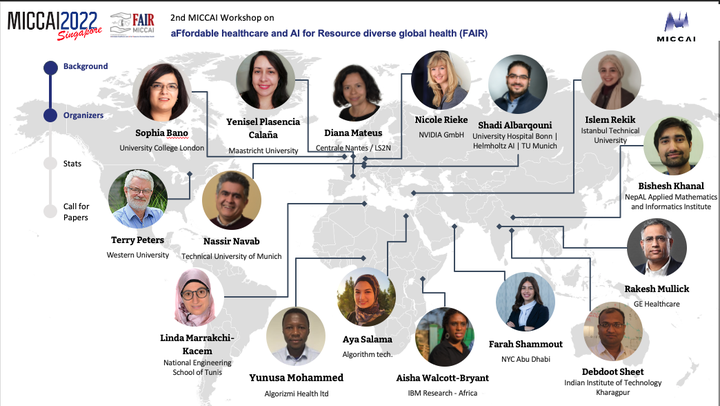 MICCAI2022
Singapore
FAIR
MICCAI
2nd MICCAI Workshop on
aFfordable healthcare and AI for Resource diverse global health (FAIR)
MICCAI
Background
Organizers
Stats
Call for
Papers
Sophia Bano
University College London
Yenisel Plasencia
Calaña
Maastricht University
Diana Mateus
Centrale Nantes / LS2N
Nicole Rieke
NVIDIA GmbH
Shadi Albarqouni
University Hospital Bonn |
Helmholtz AI | TU Munich
Islem Rekik
Istanbul Technical
University
Bishesh Khanal
NepAL Applied Mathematics
and Informatics Institute
Terry Peters
Western University
Nassir Navab
Technical University of Munich
Rakesh Mullick
GE Healthcare
Linda Marrakchi-
Kacem
National Engineering
School of Tunis
Yunusa Mohammed
Algorizmi Health ltd
Aya Salama
Algorithm tech.
Aisha Walcott-Bryant
IBM Research - Africa
Farah Shammout
NYC Abu Dhabi
Debdoot Sheet
Indian Institute of Technology
Kharagpur